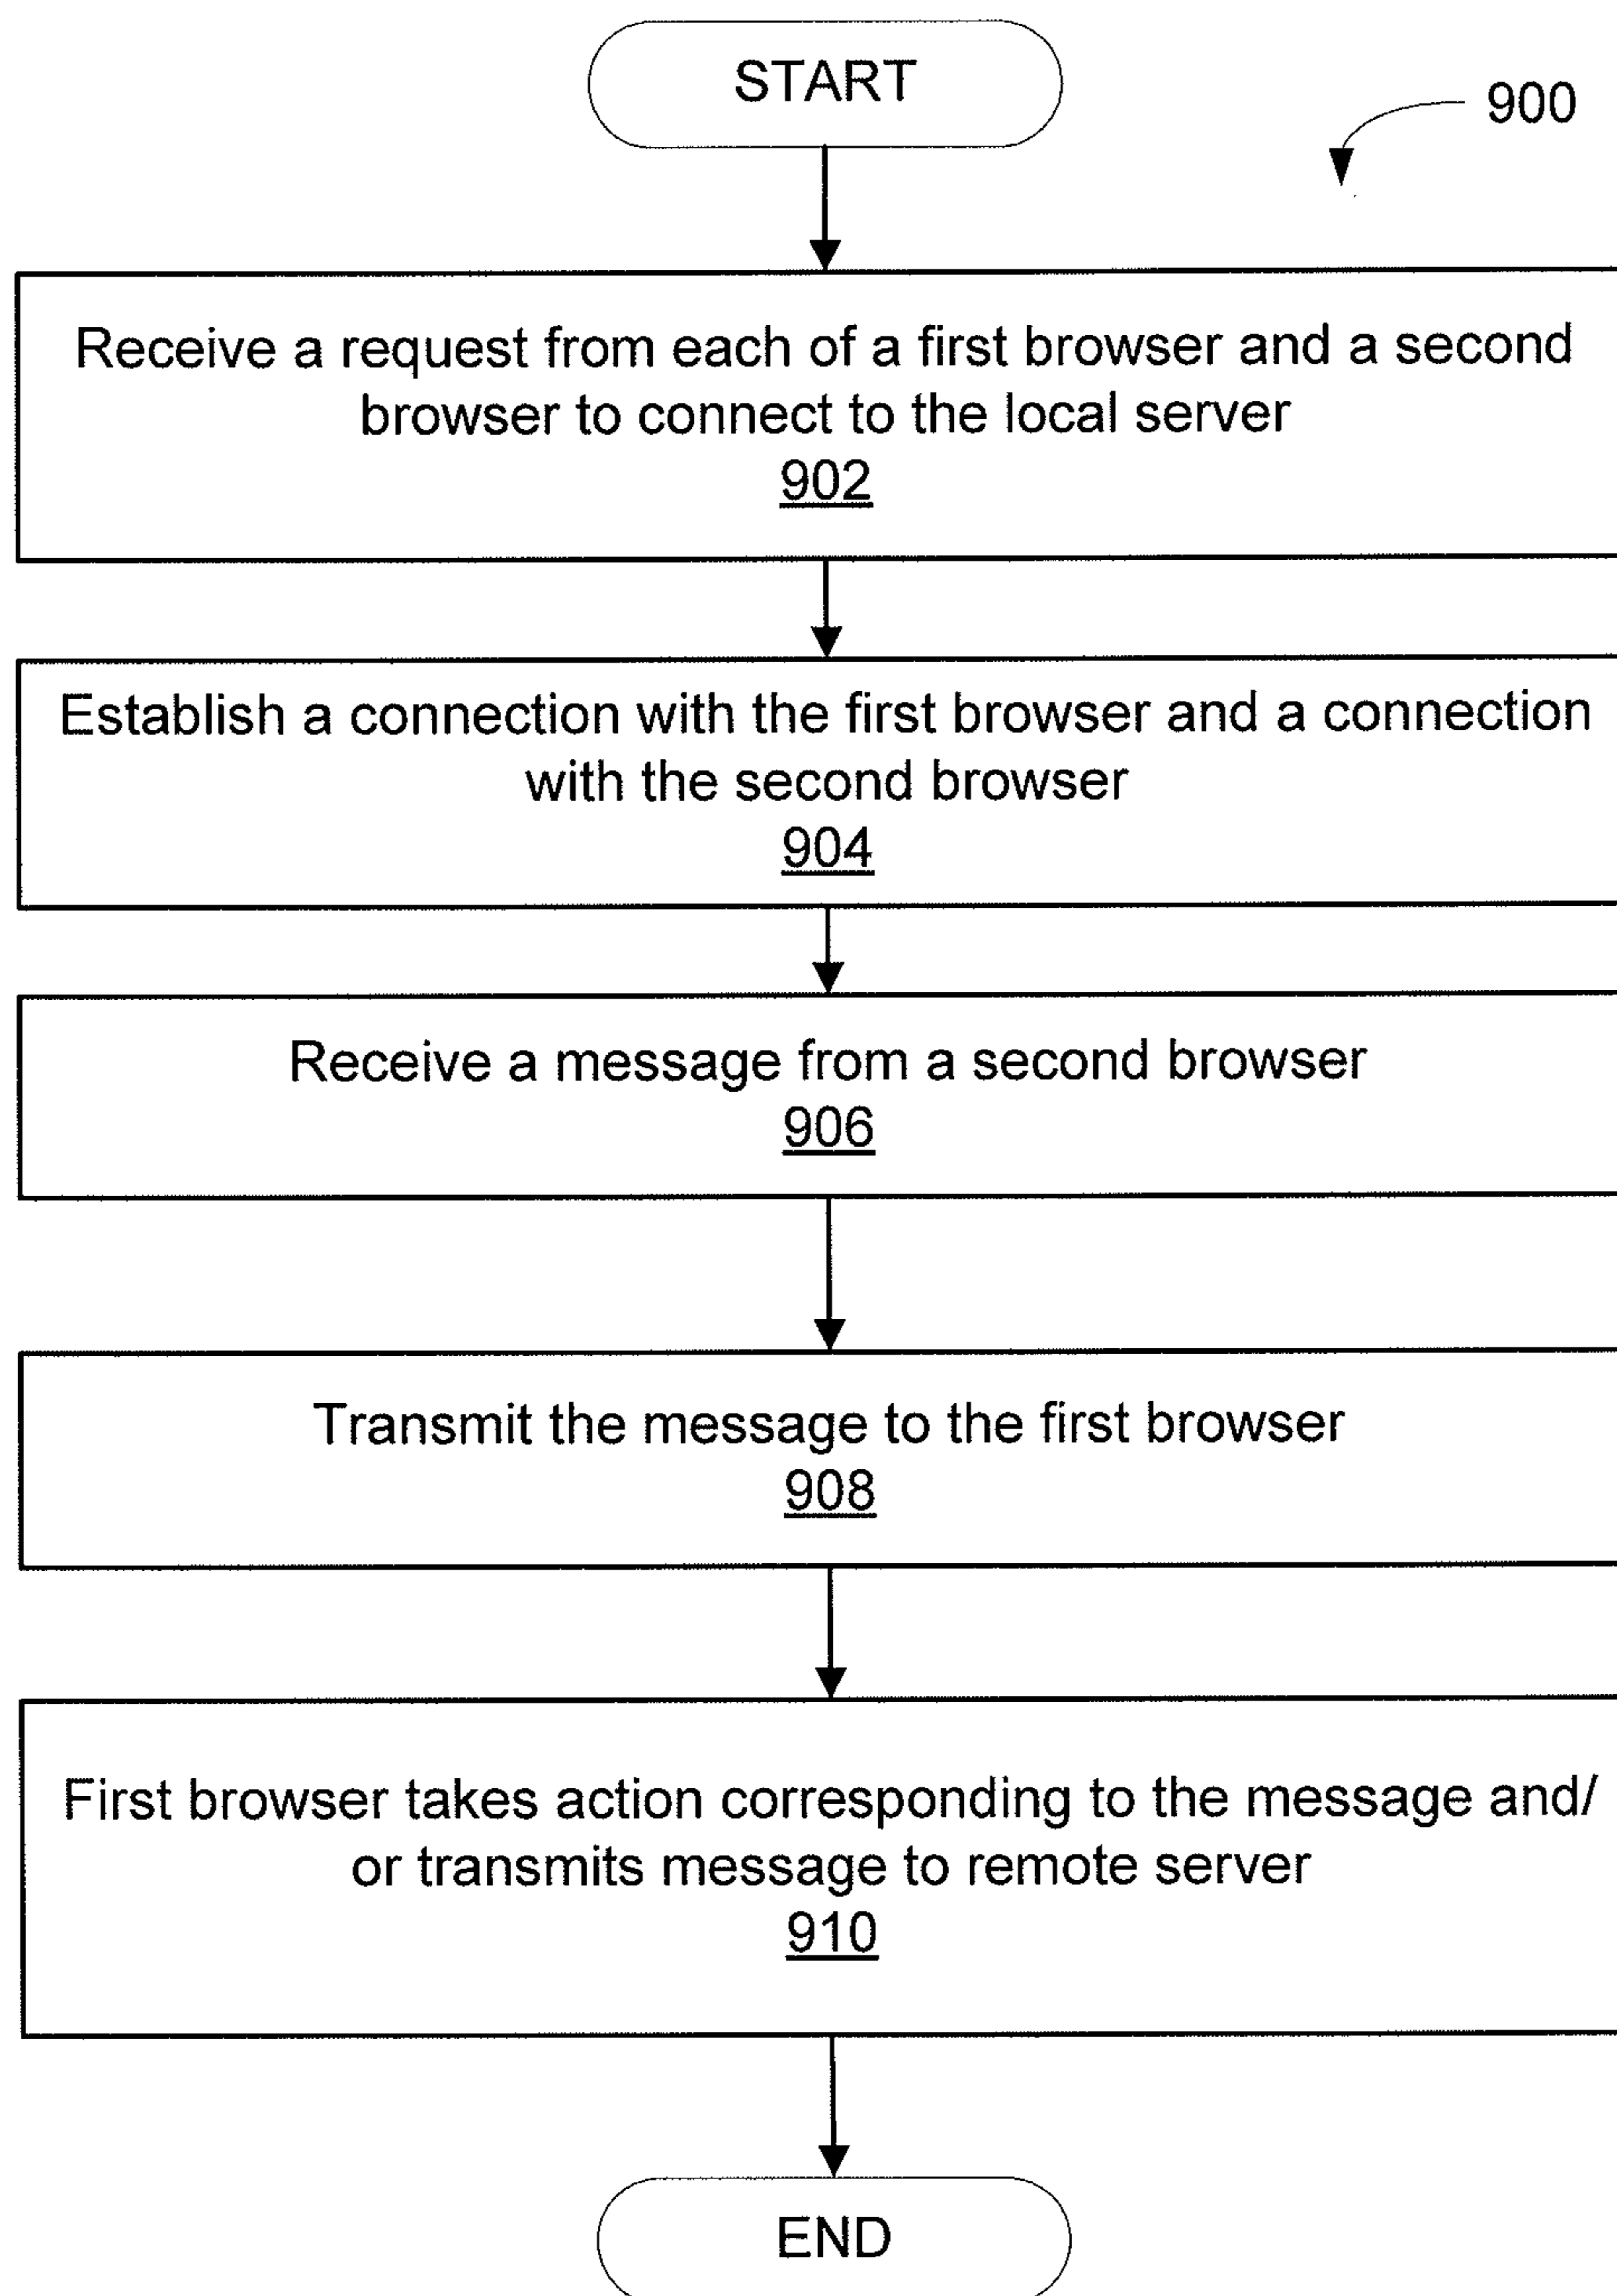 START
900
Receive a request from each of a first browser and a second
browser to connect to the local server
902
Establish a connection with the first browser and a connection
with the second browser
904
Receive a message from a second browser
906
Transmit the message to the first browser
908
First browser takes action corresponding to the message and/
or transmits message to remote server
910
END